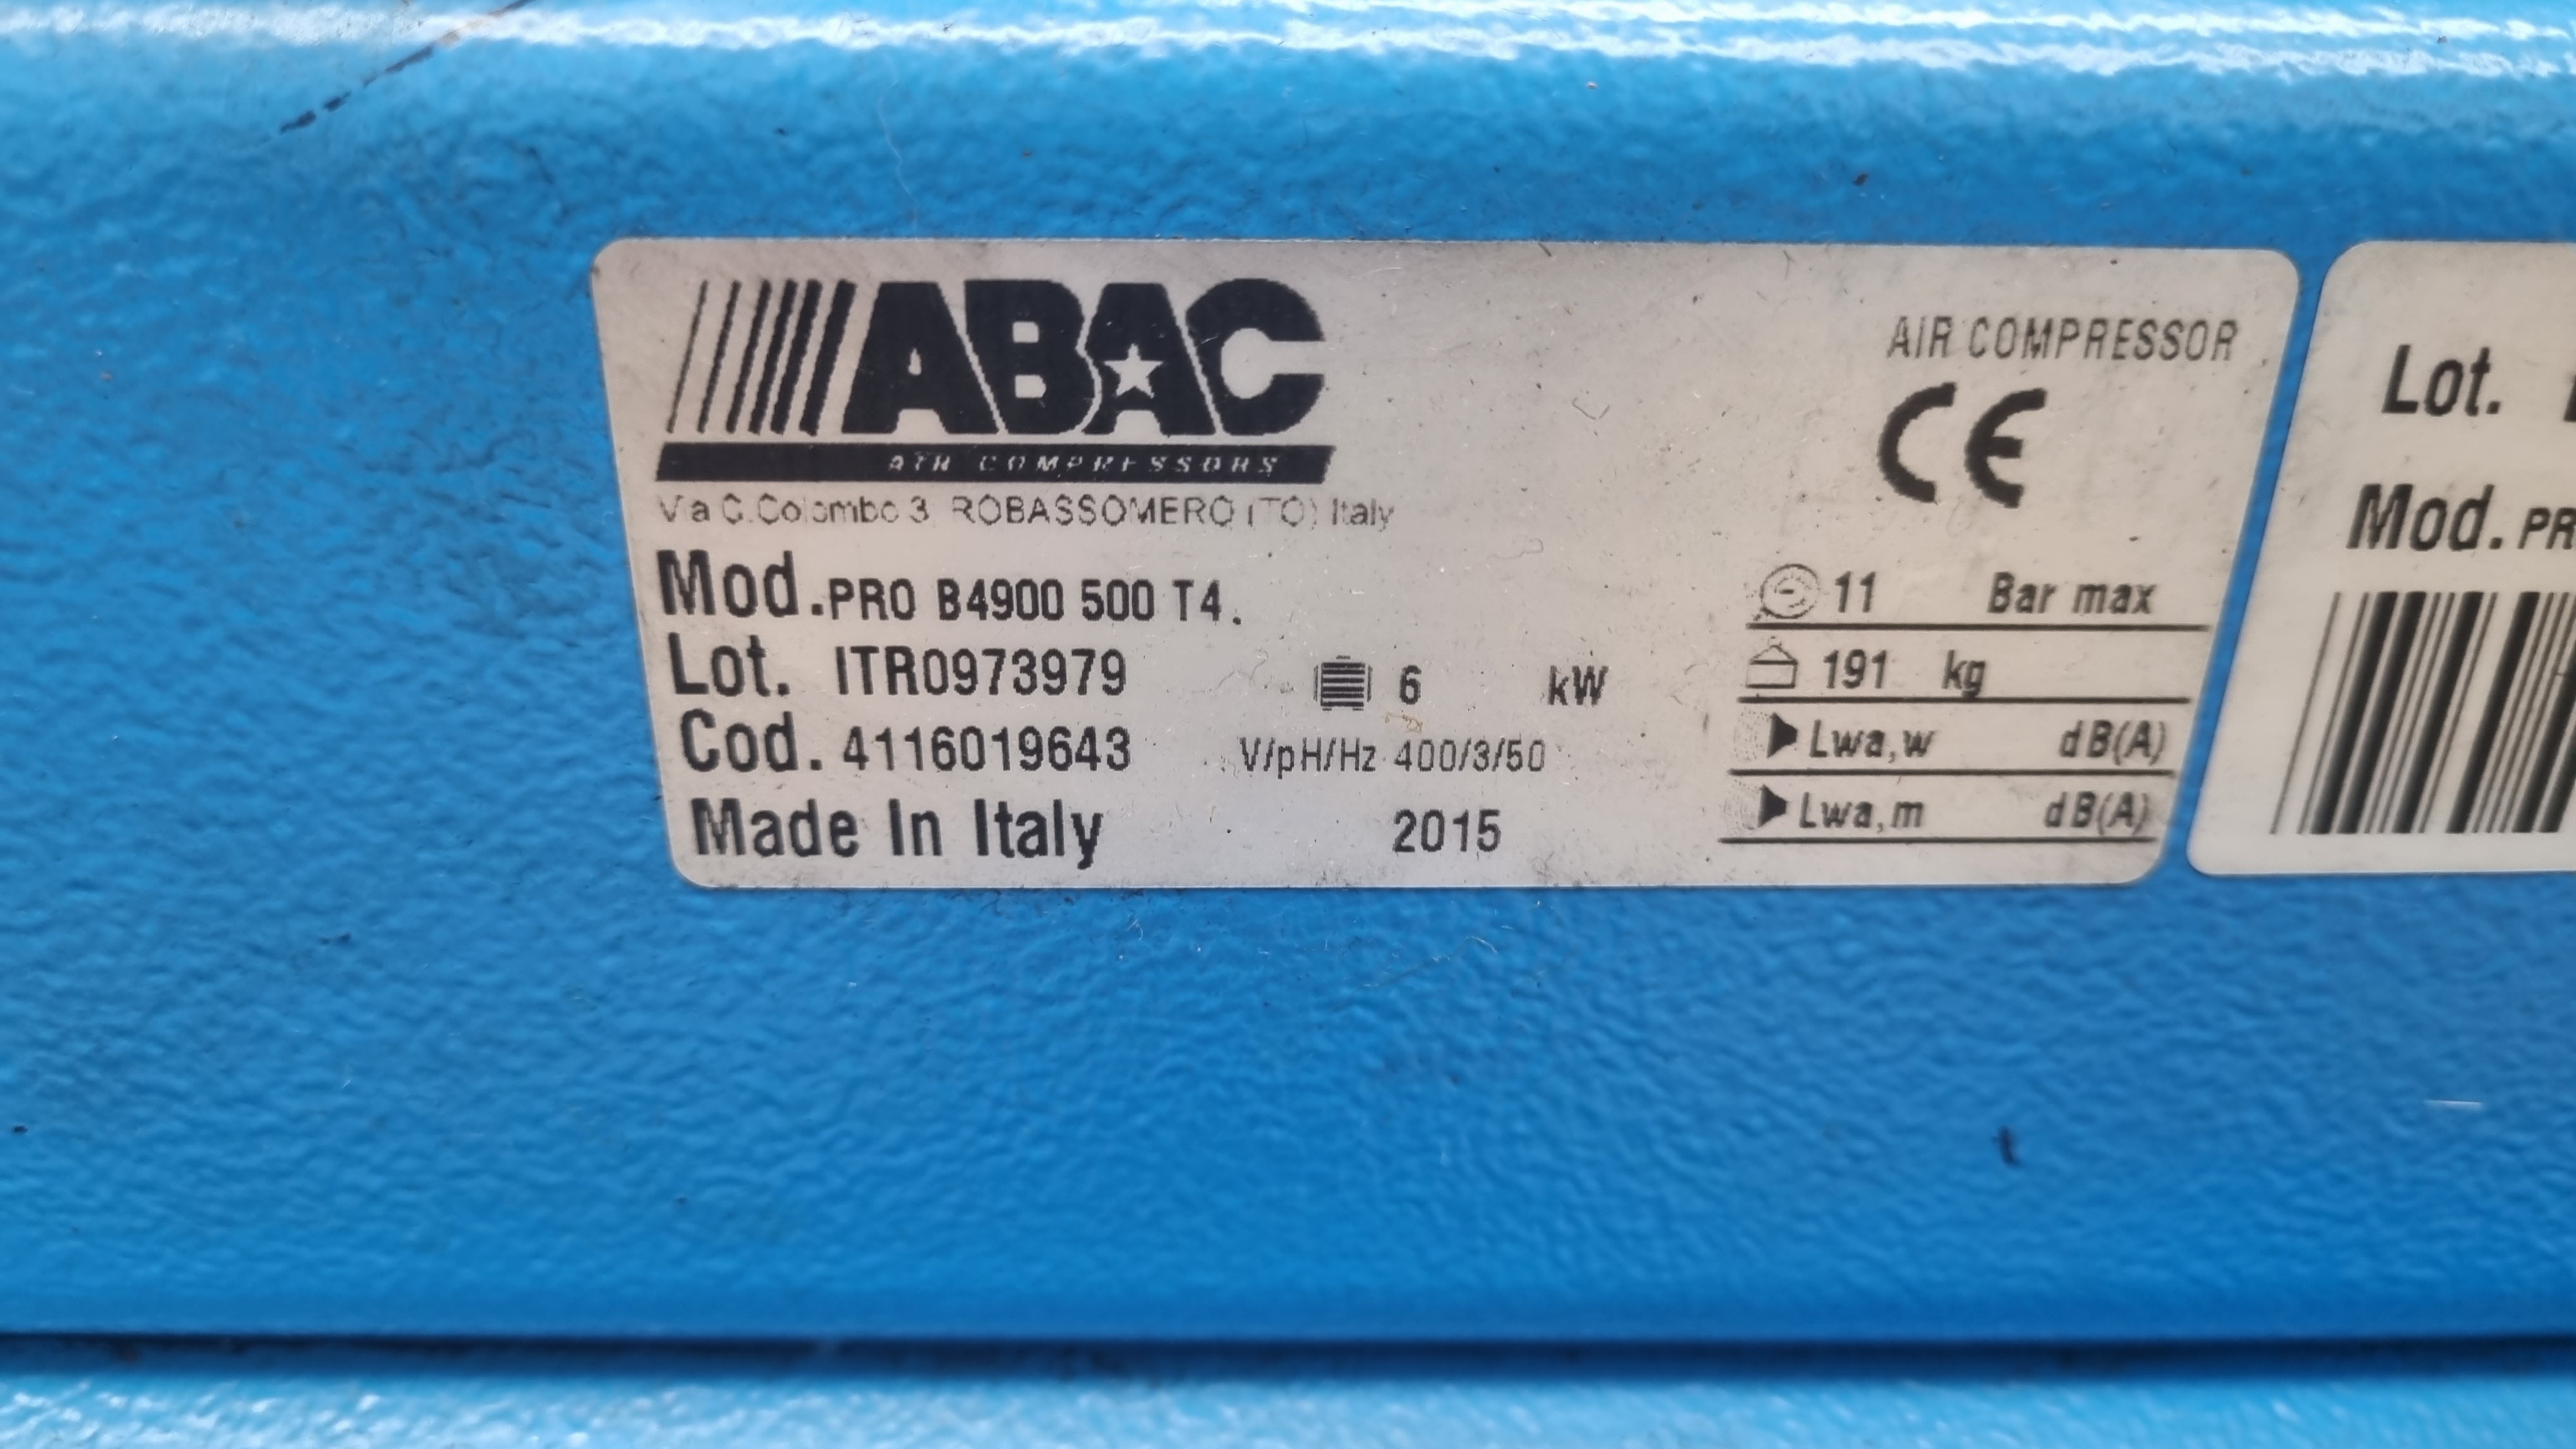 ABAC
AIR COMPRESSORS
AIR COMPRESSOR
CE
Via C.Colombo 3 ROBASSOMERO (TO) Italy
Mod. PRO B4900 500 T4.
11 Bar max
Lot. ITR0973979
6 kW
191 kg
Cod. 4116019643
V/pH/Hz 400/3/50
Lwa,w dB(A)
Made In Italy
2015
Lwa,m dB(A)
Lot.
Mod. PR